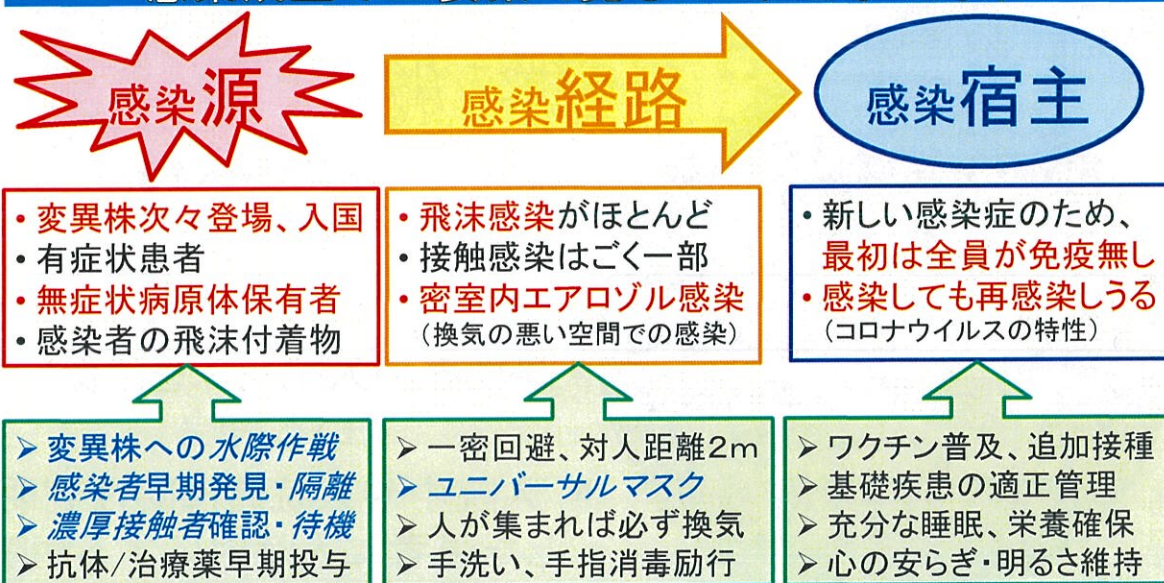 感染源
感染経路
感染宿主
・変異株次々登場、入国
・有症状患者
・無症状病原体保有者
・感染者の飛沫付着物
・飛沫感染がほとんど
・接触感染はごく一部
・密室内エアロゾル感染
(換気の悪い空間での感染)
・新しい感染症のため、
最初は全員が免疫無し
・感染しても再感染しうる
(コロナウイルスの特性)
➢変異株への水際作戦
➢感染者早期発見・隔離
➢濃厚接触者確認・待機
➢抗体/治療薬早期投与
➢一密回避、対人距離2m
➢ユニバーサルマスク
➢人が集まれば必ず換気
➢手洗い、手指消毒励行
➢ワクチン普及、追加接種
➢基礎疾患の適正管理
➢充分な睡眠、栄養確保
➢心の安らぎ・明るさ維持